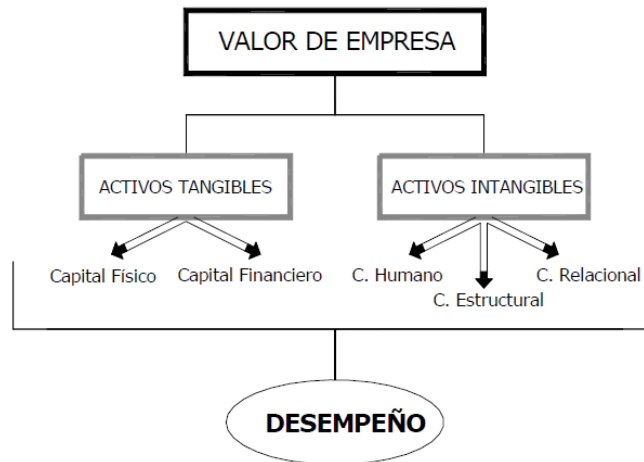 VALOR DE EMPRESA
ACTIVOS TANGIBLES
ACTIVOS INTANGIBLES
Capital Físico
Capital Financiero
C. Humano
C. Estructural
C. Relacional
DESEMPEÑO